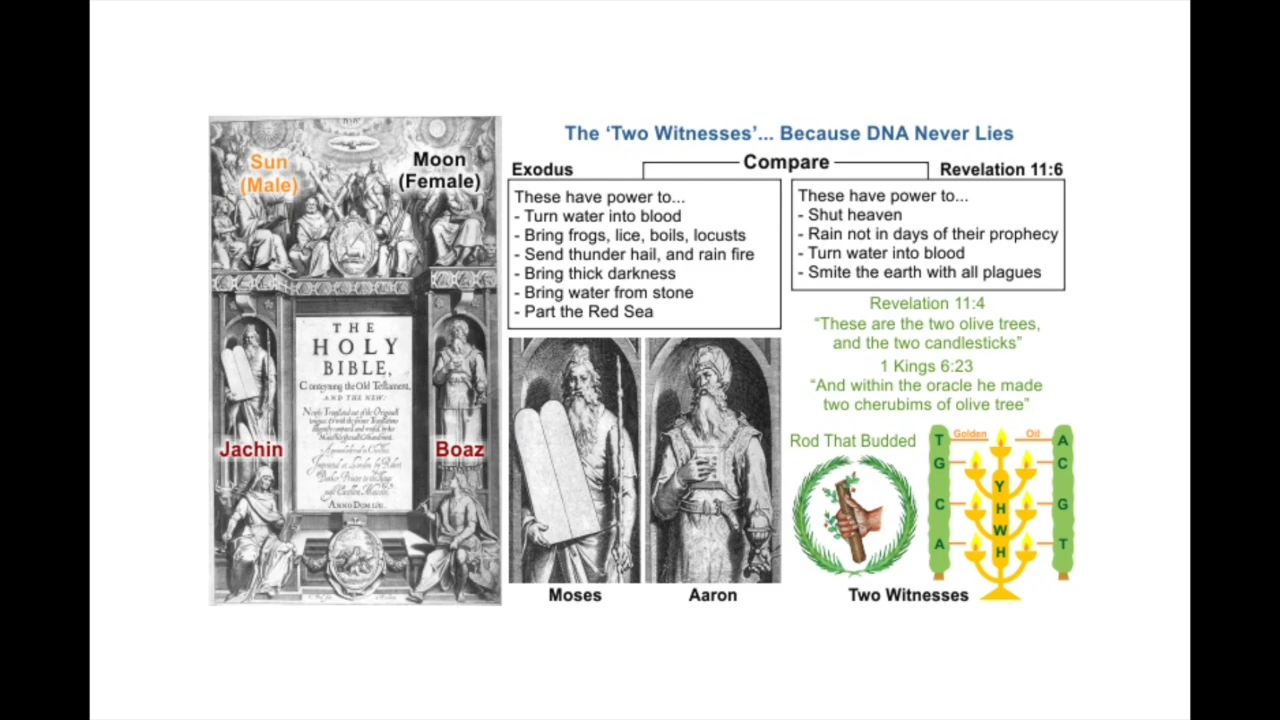 The ‘Two Witnesses’... Because DNA Never Lies
Sun
(Male)
Moon
(Female)
THE
HOLY
BIBLE,
Conteyning the Old Testament,
AND THE NEW:
ANNO DOM.
Jachin
Boaz
Compare
Exodus
These have power to...
- Turn water into blood
- Bring frogs, lice, boils, locusts
- Send thunder hail, and rain fire
- Bring thick darkness
- Bring water from stone
- Part the Red Sea
Revelation 11:6
These have power to...
- Shut heaven
- Rain not in days of their prophecy
- Turn water into blood
- Smite the earth with all plagues
Revelation 11:4
“These are the two olive trees,
and the two candlesticks”
1 Kings 6:23
“And within the oracle he made
two cherubims of olive tree”
Moses
Aaron
Rod That Budded
Golden
Oil
T
G
C
A
Y
H
W
H
A
C
G
T
Two Witnesses